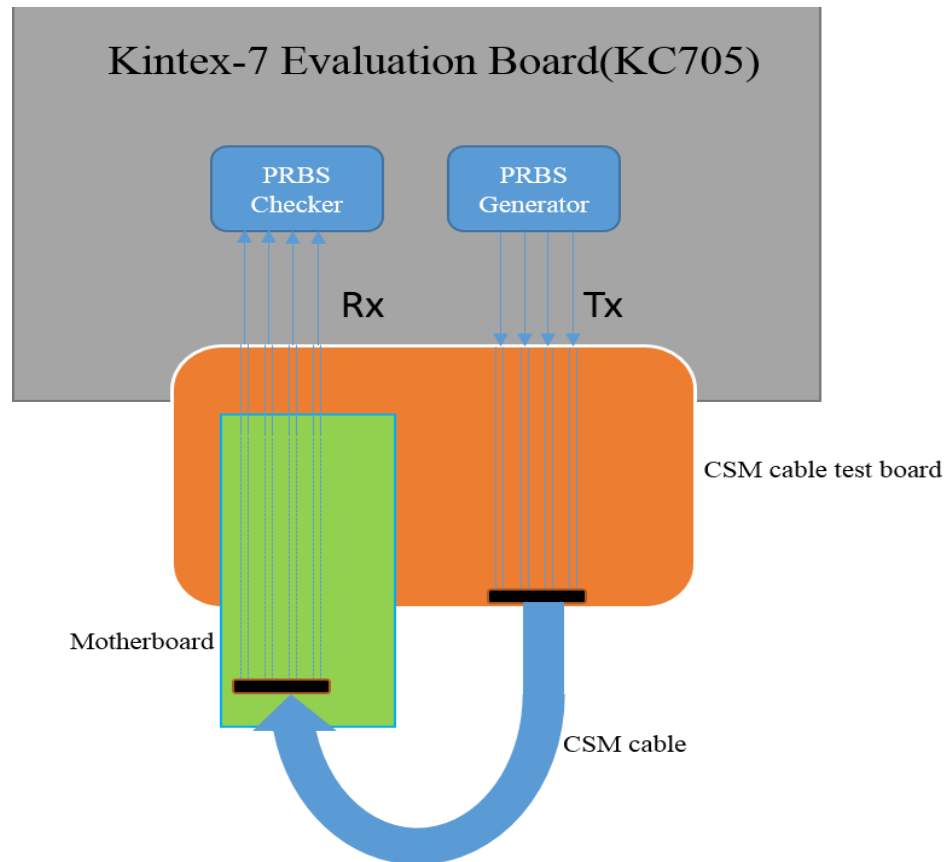 Kintex-7 Evaluation Board(KC705)
PRBS
Checker
PRBS
Generator
Rx
Tx
CSM cable test board
Motherboard
CSM cable